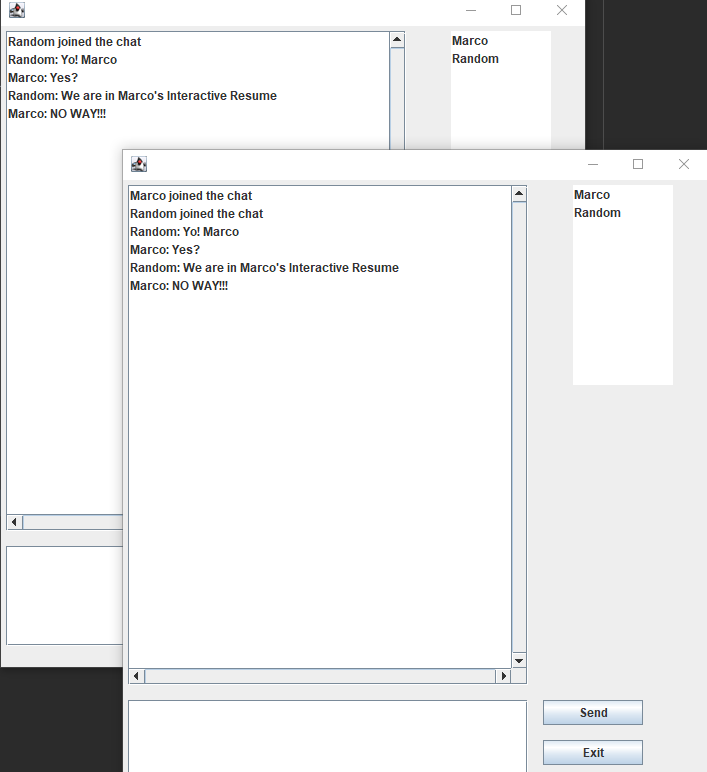 Random joined the chat
Random: Yo! Marco
Marco: Yes?
Random: We are in Marco's Interactive Resume
Marco: NO WAY!!!
Marco
Random
Marco joined the chat
Random joined the chat
Random: Yo! Marco
Marco: Yes?
Random: We are in Marco's Interactive Resume
Marco: NO WAY!!!
Marco
Random
Send
Exit